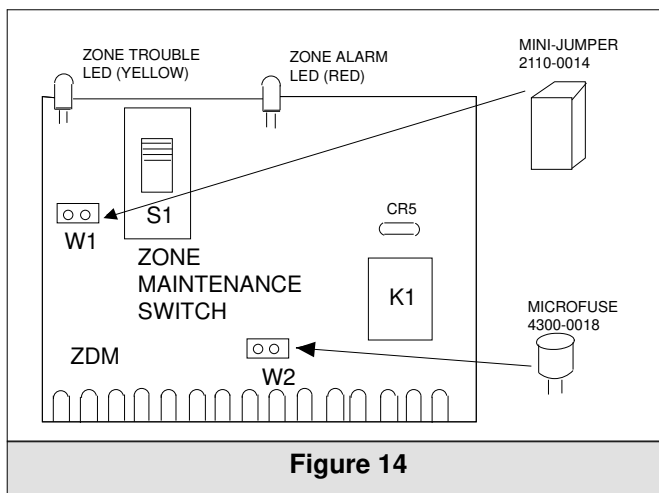 ZONE TROUBLE
LED (YELLOW)
ZONE ALARM
LED (RED)
MINI-JUMPER
2110-0014
S1
W1
ZONE
MAINTENANCE
SWITCH
CR5
K1
MICROFUSE
4300-0018
ZDM
W2
Figure 14